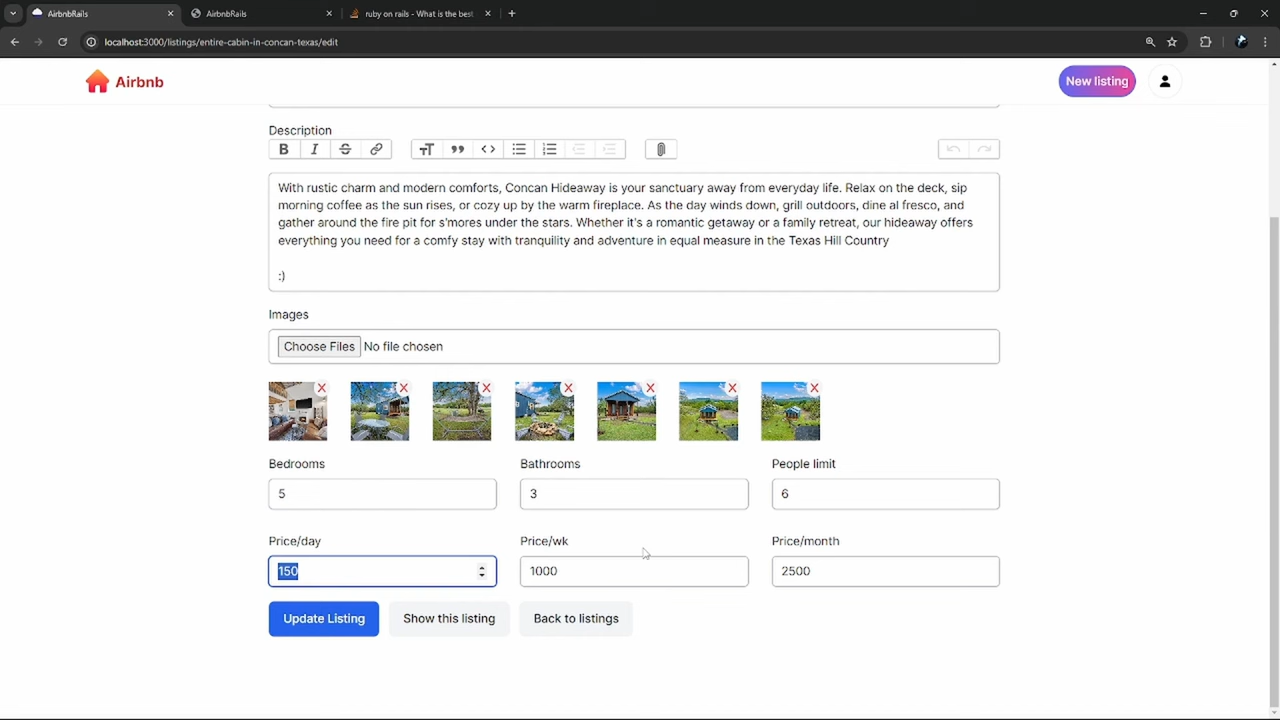 AirbnbRails
AirbnbRails
ruby on rails - What is the best
localhost:3000/listings/entire-cabin-in-concan-texas/edit
Airbnb
New listing
Description
With rustic charm and modern comforts, Concan Hideaway is your sanctuary away from everyday life. Relax on the deck, sip
morning coffee as the sun rises, or cozy up by the warm fireplace. As the day winds down, grill outdoors, dine al fresco, and
gather around the fire pit for s'mores under the stars. Whether it's a romantic getaway or a family retreat, our hideaway offers
everything you need for a comfy stay with tranquility and adventure in equal measure in the Texas Hill Country
:)
Images
Choose Files No file chosen
X X X X X X X
Bedrooms Bathrooms People limit
5 3 6
Price/day Price/wk Price/month
150 1000 2500
Update Listing Show this listing Back to listings